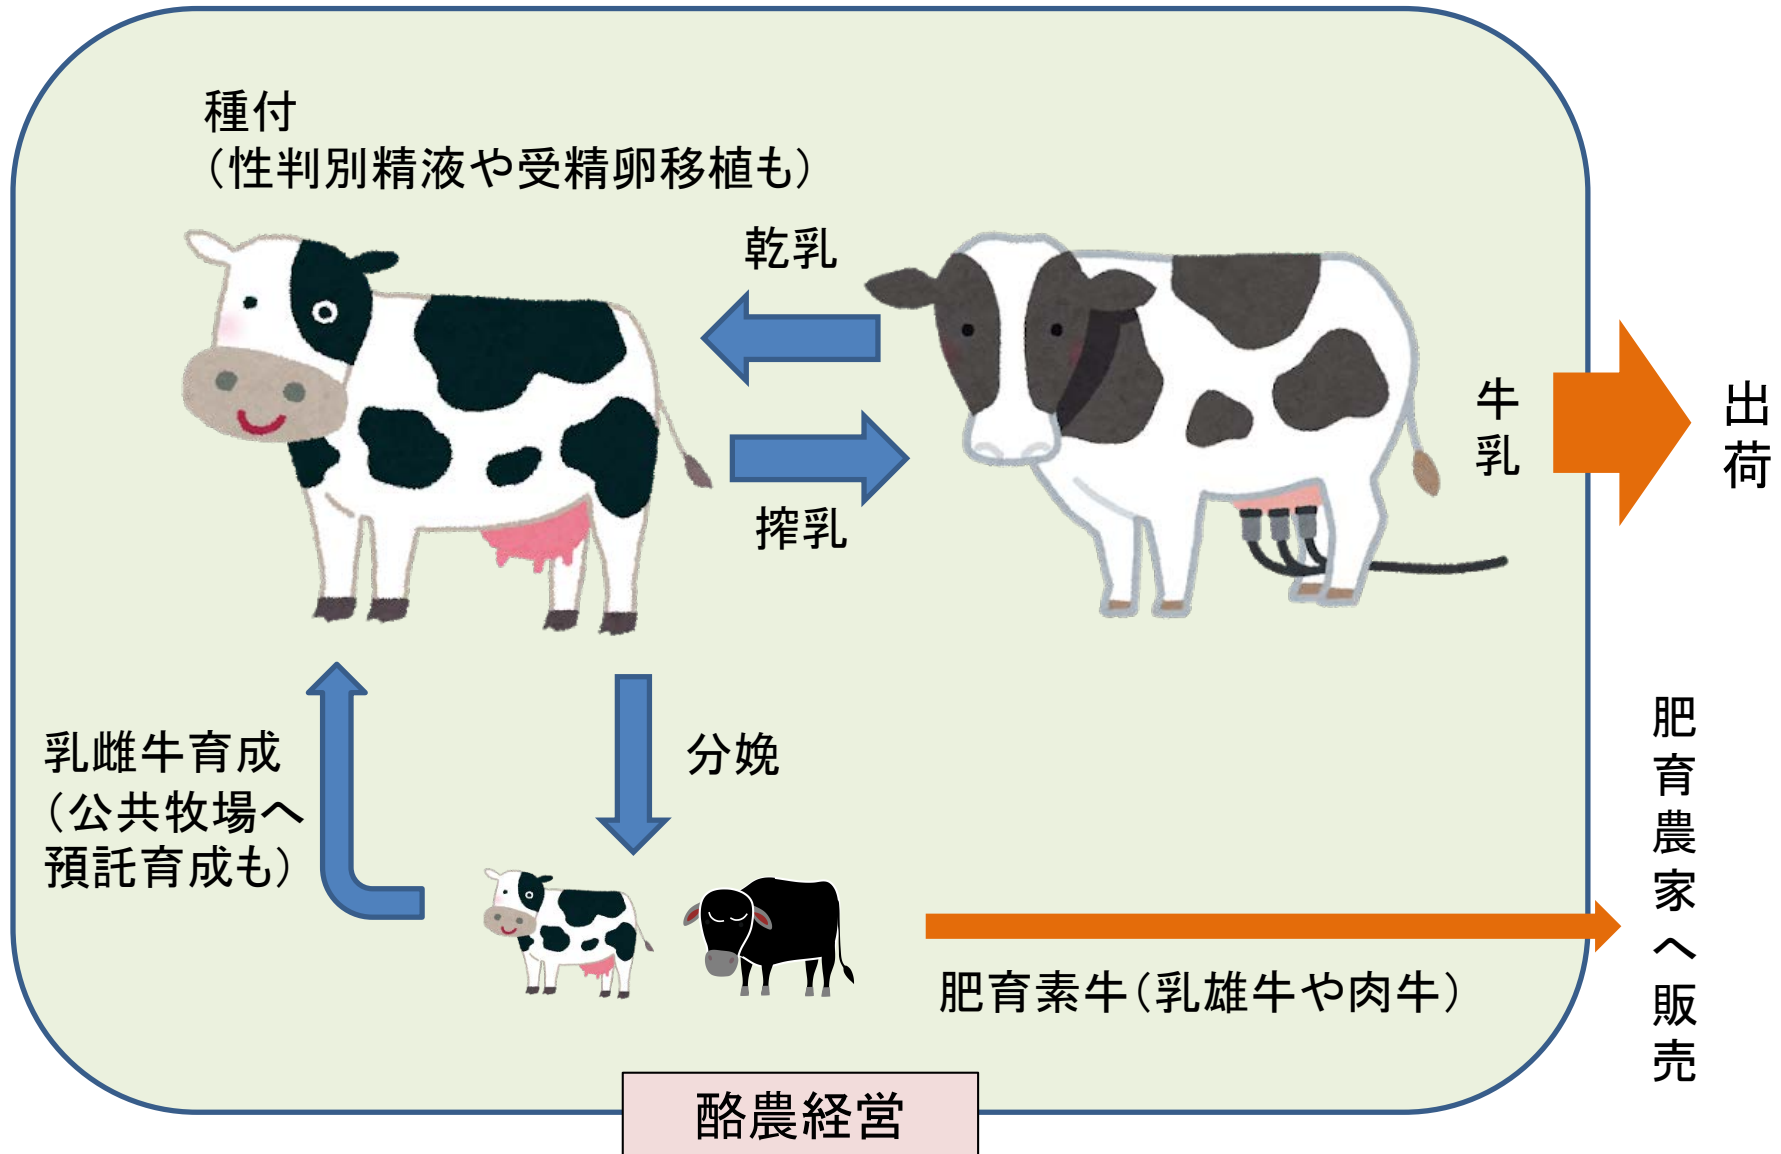 種付
（性判別精液や受精卵移植も）
乾乳
搾乳
牛乳
出荷
乳雌牛育成
（公共牧場へ
預託育成も）
分娩
肥育素牛（乳雄牛や肉牛）
肥育農家へ販売
酪農経営